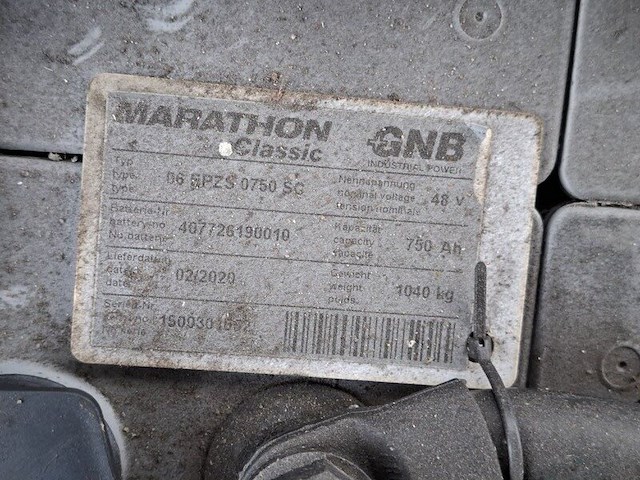 MARATHON
Classic
GNB
INDUSTRIAL POWER
Typ
type
type
0750 SC
Nennspannung
nominal voltage
tension nominale
48 V
Batterie-Nr
battery-no
No. batterie
407726190010
Kapazität
capacity
capacité
750 Ah
Lieferdatum
date
date
02/2020
Gewicht
weight
poids
1040 kg
Serien-Nr.